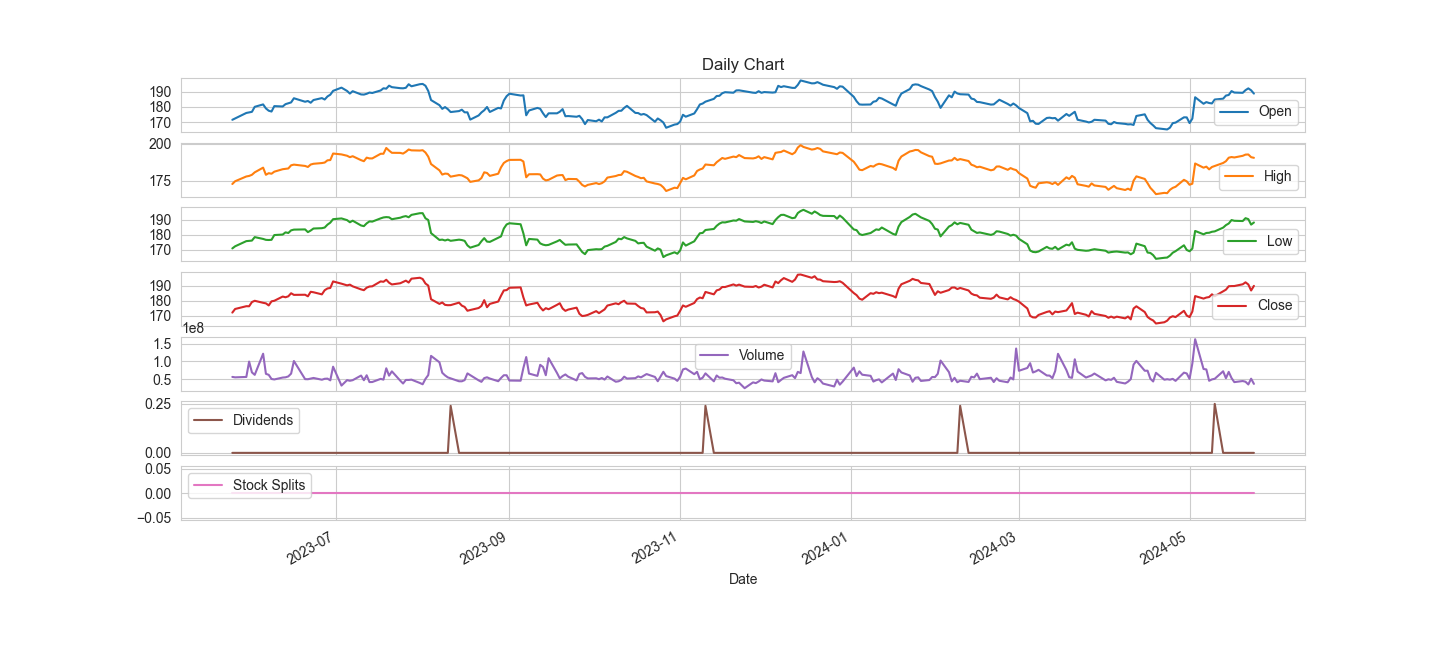 Daily Chart
190
180
170
Open
200
175
High
190
180
170
Low
190
180
170
Close
1e8
1.5
1.0
0.5
Volume
0.25
0.00
Dividends
0.05
0.00
−0.05
Stock Splits
2023-07
2023-09
2023-11
2024-01
2024-03
2024-05
Date